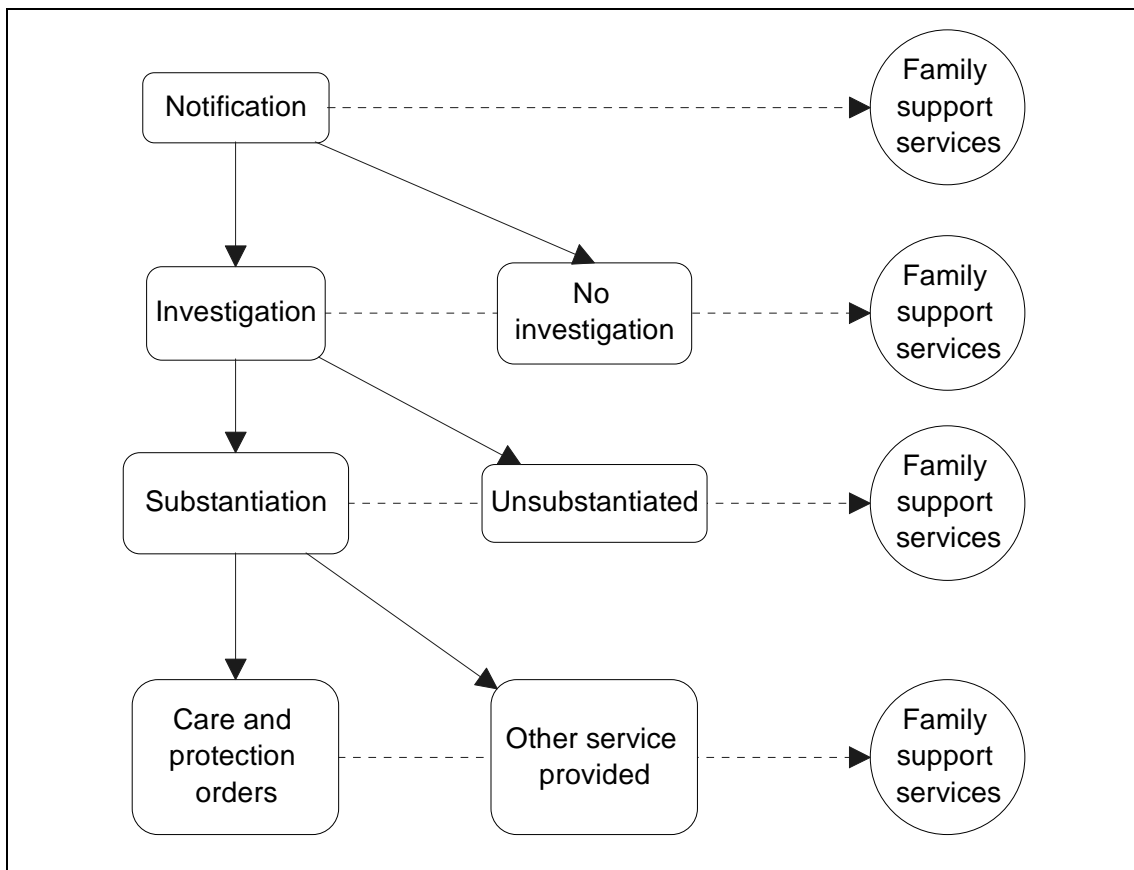 Notification
Family
support
services
Investigation
No
investigation
Family
support
services
Substantiation
Unsubstantiated
Family
support
services
Care and
protection
orders
Other service
provided
Family
support
services